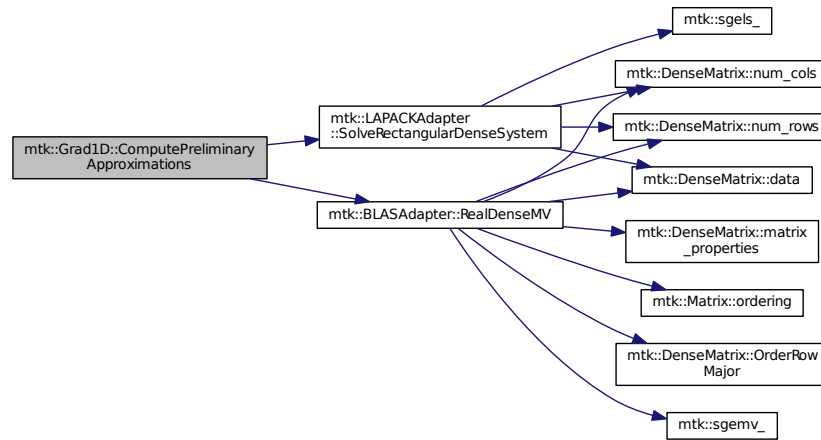 mtk::Grad1D::ComputePreliminary
Approximations
mtk::LAPACKAdapter
::SolveRectangularDenseSystem
mtk::BLASAdapter::RealDenseMV
mtk::sgels_
mtk::DenseMatrix::num_cols
mtk::DenseMatrix::num_rows
mtk::DenseMatrix::data
mtk::DenseMatrix::matrix
_properties
mtk::Matrix::ordering
mtk::DenseMatrix::OrderRow
Major
mtk::sgemv_